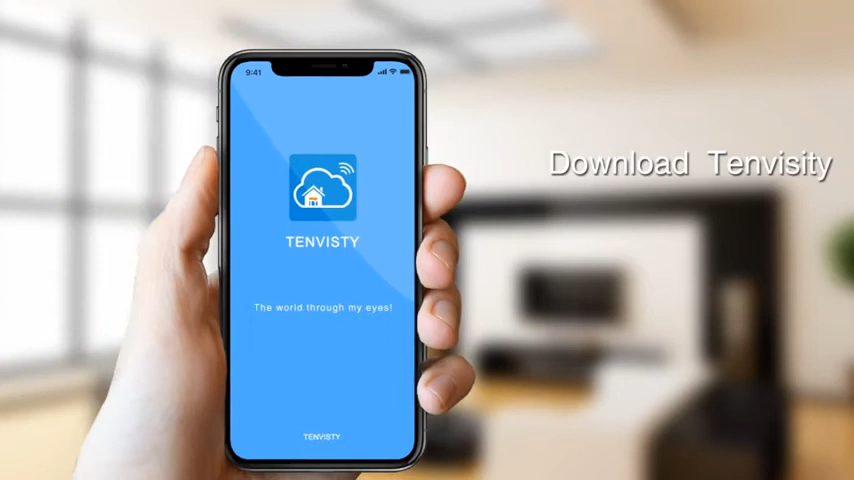 9:41
Download Tenvisity
TENVISTY
The world through my eyes!
TENVISTY